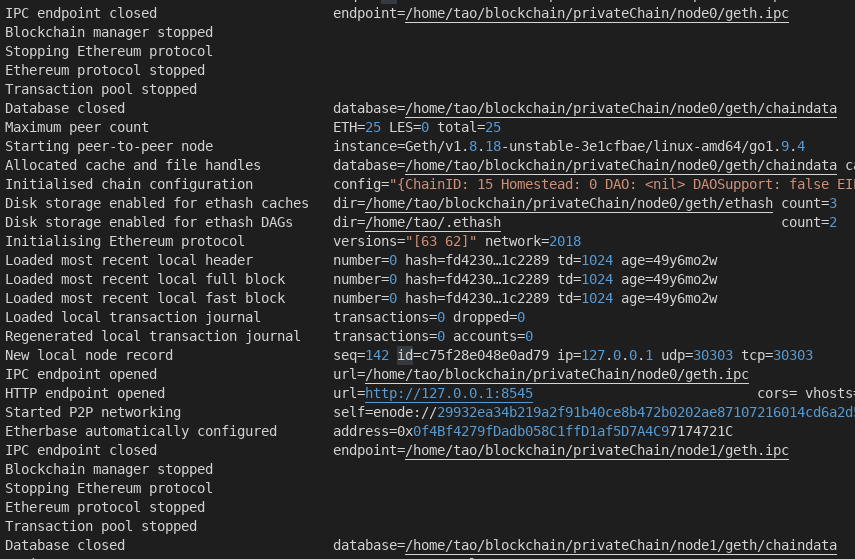 IPC endpoint closed endpoint=/home/tao/blockchain/privateChain/node0/geth.ipc
Blockchain manager stopped
Stopping Ethereum protocol
Ethereum protocol stopped
Transaction pool stopped
Database closed database=/home/tao/blockchain/privateChain/node0/geth/chaindata
Maximum peer count ETH=25 LES=0 total=25
Starting peer-to-peer node instance=Geth/v1.8.18-unstable-3e1cfbae/linux-amd64/go1.9.4
Allocated cache and file handles database=/home/tao/blockchain/privateChain/node0/geth/chaindata ca
Initialised chain configuration config="{ChainID: 15 Homestead: 0 DAO: <nil> DAOSupport: false EI
Disk storage enabled for ethash caches dir=/home/tao/blockchain/privateChain/node0/geth/ethash count=3
Disk storage enabled for ethash DAGs dir=/home/tao/.ethash count=2
Initialising Ethereum protocol versions="[63 62]" network=2018
Loaded most recent local header number=0 hash=fd4230…1c2289 td=1024 age=49y6mo2w
Loaded most recent local full block number=0 hash=fd4230…1c2289 td=1024 age=49y6mo2w
Loaded most recent local fast block number=0 hash=fd4230…1c2289 td=1024 age=49y6mo2w
Loaded local transaction journal transactions=0 dropped=0
Regenerated local transaction journal transactions=0 accounts=0
New local node record seq=142 id=c75f28e048e0ad79 ip=127.0.0.1 udp=30303 tcp=30303
IPC endpoint opened url=/home/tao/blockchain/privateChain/node0/geth.ipc
HTTP endpoint opened url=http://127.0.0.1:8545 cors= vhosts=
Started P2P networking self=enode://29932ea34b219a2f91b40ce8b472b0202ae87107216014cd6a2d5
Etherbase automatically configured address=0x0f4Bf4279fDadb058C1ffD1af5D7A4C97174721C
IPC endpoint closed endpoint=/home/tao/blockchain/privateChain/node1/geth.ipc
Blockchain manager stopped
Stopping Ethereum protocol
Ethereum protocol stopped
Transaction pool stopped
Database closed database=/home/tao/blockchain/privateChain/node1/geth/chaindata